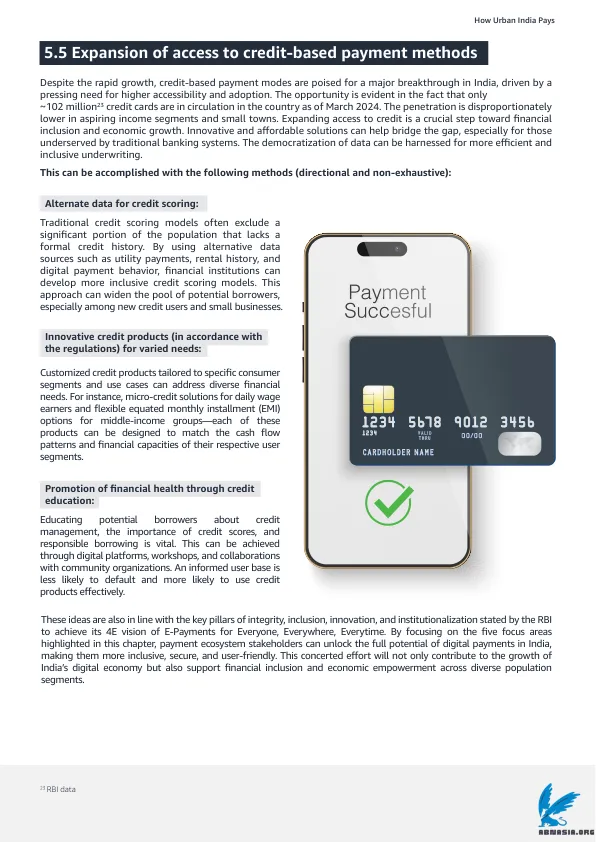 How Urban India Pays
5.5 Expansion of access to credit-based payment methods
Despite the rapid growth, credit-based payment modes are poised for a major breakthrough in India, driven by a
pressing need for higher accessibility and adoption. The opportunity is evident in the fact that only
~102 million²³ credit cards are in circulation in the country as of March 2024. The penetration is disproportionately
lower in aspiring income segments and small towns. Expanding access to credit is a crucial step toward financial
inclusion and economic growth. Innovative and affordable solutions can help bridge the gap, especially for those
underserved by traditional banking systems. The democratization of data can be harnessed for more efficient and
inclusive underwriting.
This can be accomplished with the following methods (directional and non-exhaustive):
Alternate data for credit scoring:
Traditional credit scoring models often exclude a
significant portion of the population that lacks a
formal credit history. By using alternative data
sources such as utility payments, rental history, and
digital payment behavior, financial institutions can
develop more inclusive credit scoring models. This
approach can widen the pool of potential borrowers,
especially among new credit users and small businesses.
Innovative credit products (in accordance with
the regulations) for varied needs:
Customized credit products tailored to specific consumer
segments and use cases can address diverse financial
needs. For instance, micro-credit solutions for daily wage
earners and flexible equated monthly installment (EMI)
options for middle-income groups—each of these
products can be designed to match the cash flow
patterns and financial capacities of their respective user
segments.
Promotion of financial health through credit
education:
Educating potential borrowers about credit
management, the importance of credit scores, and
responsible borrowing is vital. This can be achieved
through digital platforms, workshops, and collaborations
with community organizations. An informed user base is
less likely to default and more likely to use credit
products effectively.
Payment
Succesful
1234 5678 9012 3456
1234
VALID
THRU
00/00
CARDHOLDER NAME
These ideas are also in line with the key pillars of integrity, inclusion, innovation, and institutionalization stated by the RBI
to achieve its 4E vision of E-Payments for Everyone, Everywhere, Everytime. By focusing on the five focus areas
highlighted in this chapter, payment ecosystem stakeholders can unlock the full potential of digital payments in India,
making them more inclusive, secure, and user-friendly. This concerted effort will not only contribute to the growth of
India's digital economy but also support financial inclusion and economic empowerment across diverse population
segments.
²³ RBI data
ABNASIA.ORG